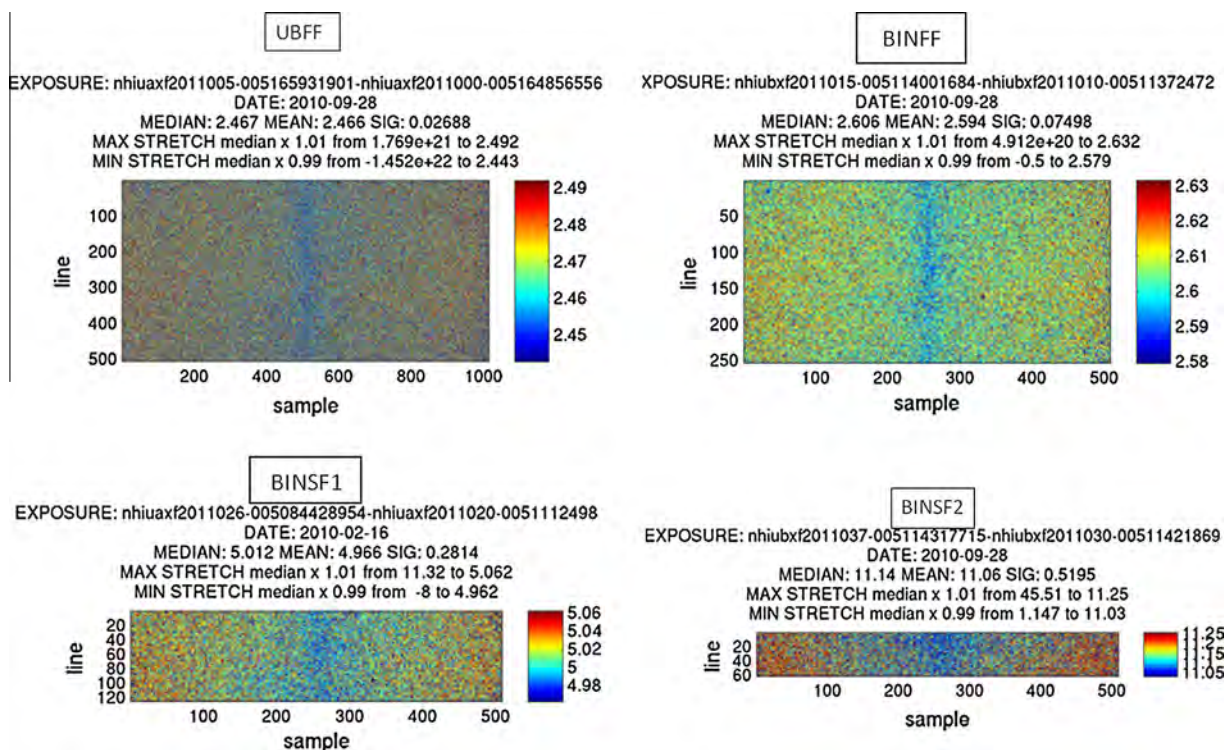 UBFF
EXPOSURE: nhiuaxf2011005-005165931901-nhiuaxf2011000-005164856556
DATE: 2010-09-28
MEDIAN: 2.467 MEAN: 2.466 SIG: 0.02688
MAX STRETCH median x 1.01 from 1.769e+21 to 2.492
MIN STRETCH median x 0.99 from -1.452e+22 to 2.443
line
100
200
300
400
500
200
400
600
800
1000
sample
2.49
2.48
2.47
2.46
2.45
BINFF
XPOSURE: nhiubxf2011015-005114001684-nhiubxf2011010-00511372472
DATE: 2010-09-28
MEDIAN: 2.606 MEAN: 2.594 SIG: 0.07498
MAX STRETCH median x 1.01 from 4.912e+20 to 2.632
MIN STRETCH median x 0.99 from -0.5 to 2.579
line
50
100
150
200
250
100
200
300
400
500
sample
2.63
2.62
2.61
2.6
2.59
2.58
BINSF1
EXPOSURE: nhiuaxf2011026-005084428954-nhiuaxf2011020-0051112498
DATE: 2010-02-16
MEDIAN: 5.012 MEAN: 4.966 SIG: 0.2814
MAX STRETCH median x 1.01 from 11.32 to 5.062
MIN STRETCH median x 0.99 from -8 to 4.962
line
20
40
60
80
100
120
100
200
300
400
500
sample
5.06
5.04
5.02
5
4.98
BINSF2
EXPOSURE: nhiubxf2011037-005114317715-nhiubxf2011030-00511421869
DATE: 2010-09-28
MEDIAN: 11.14 MEAN: 11.06 SIG: 0.5195
MAX STRETCH median x 1.01 from 45.51 to 11.25
MIN STRETCH median x 0.99 from 1.147 to 11.03
line
20
40
60
100
200
300
400
500
sample
11.25
11.15
11.05